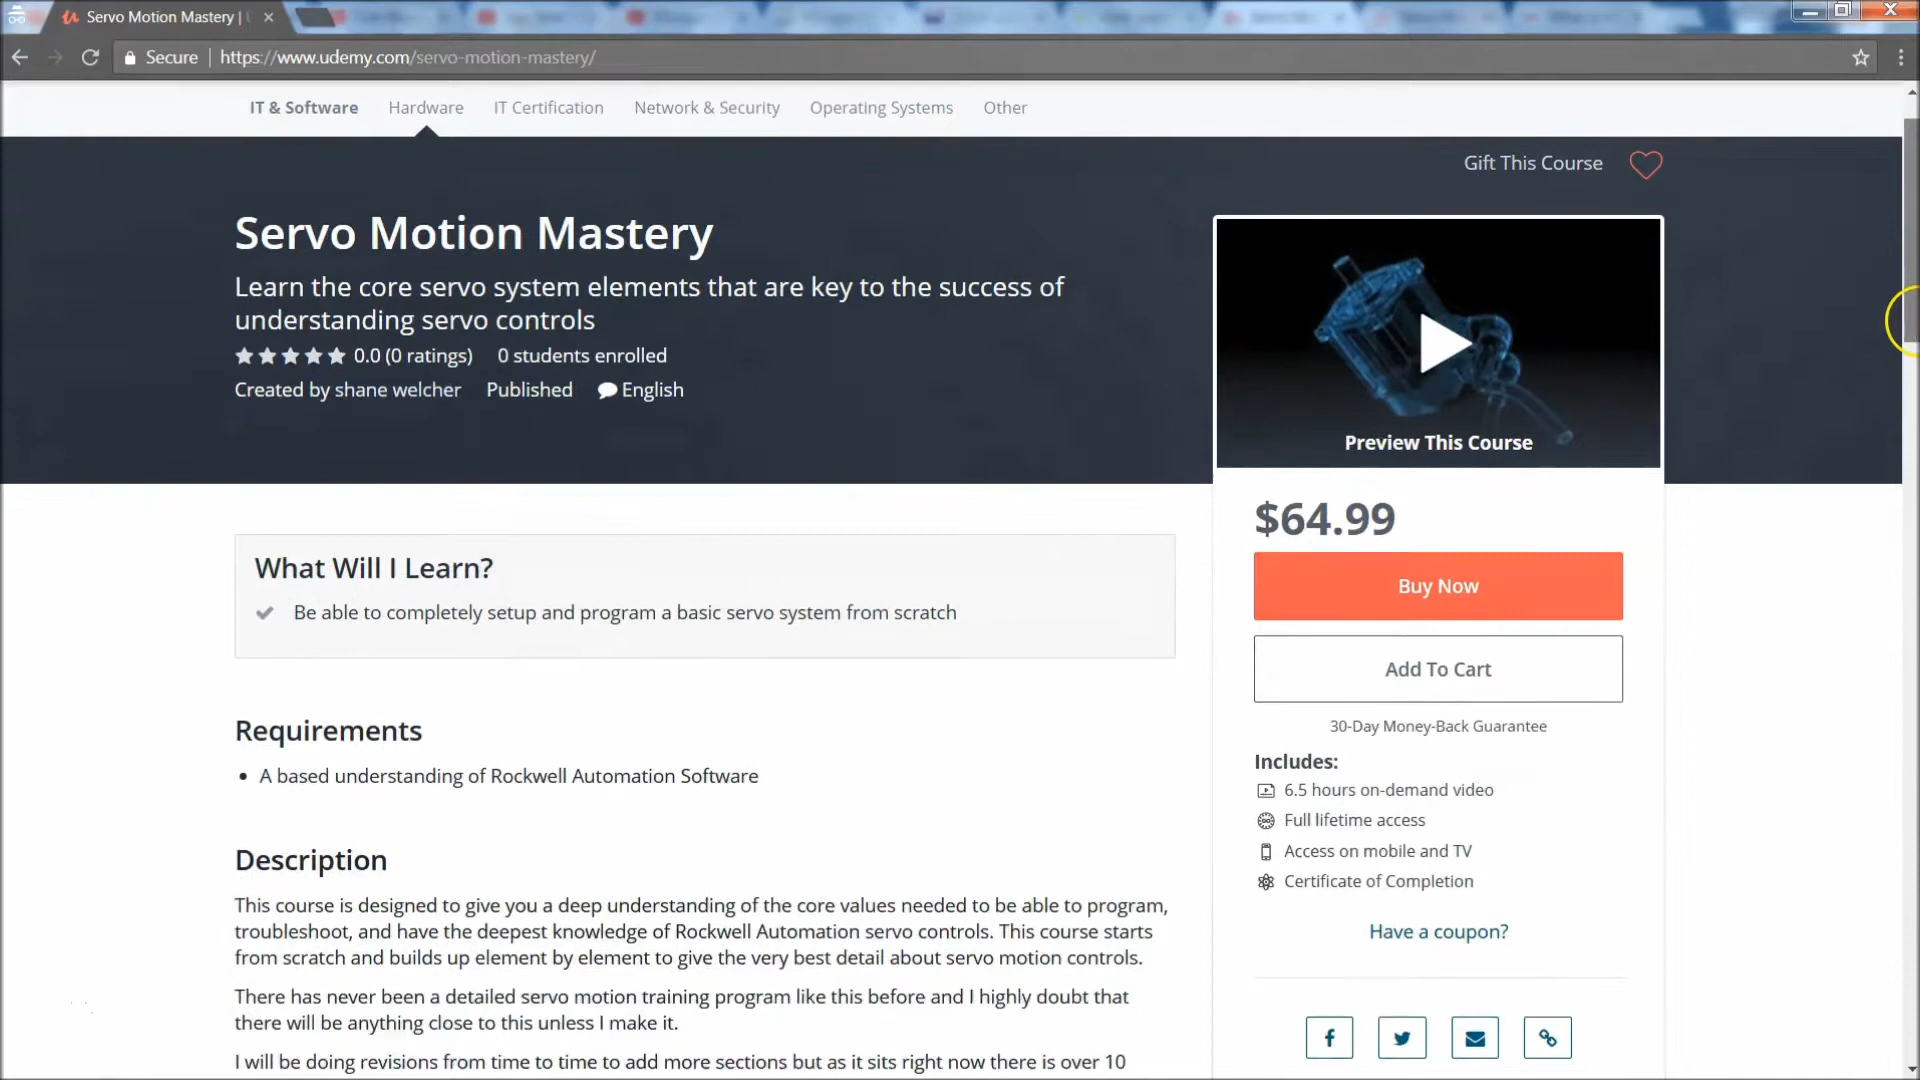 Servo Motion Mastery |
Secure | https://www.udemy.com/servo-motion-mastery/
IT & Software Hardware IT Certification Network & Security Operating Systems Other
Gift This Course
Servo Motion Mastery
Learn the core servo system elements that are key to the success of
understanding servo controls
0.0 (0 ratings) 0 students enrolled
Created by shane welcher Published English
Preview This Course
$64.99
Buy Now
Add To Cart
30-Day Money-Back Guarantee
Includes:
6.5 hours on-demand video
Full lifetime access
Access on mobile and TV
Certificate of Completion
Have a coupon?
What Will I Learn?
Be able to completely setup and program a basic servo system from scratch
Requirements
• A based understanding of Rockwell Automation Software
Description
This course is designed to give you a deep understanding of the core values needed to be able to program,
troubleshoot, and have the deepest knowledge of Rockwell Automation servo controls. This course starts
from scratch and builds up element by element to give the very best detail about servo motion controls.
There has never been a detailed servo motion training program like this before and I highly doubt that
there will be anything close to this unless I make it.
I will be doing revisions from time to time to add more sections but as it sits right now there is over 10